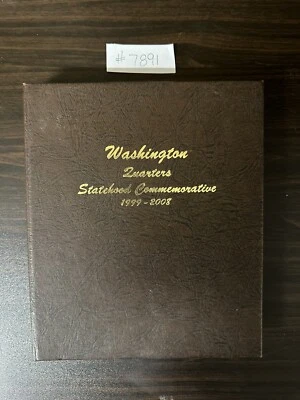 # 7891
Washington
Quarters
Statehood Commemorative
1999-2008